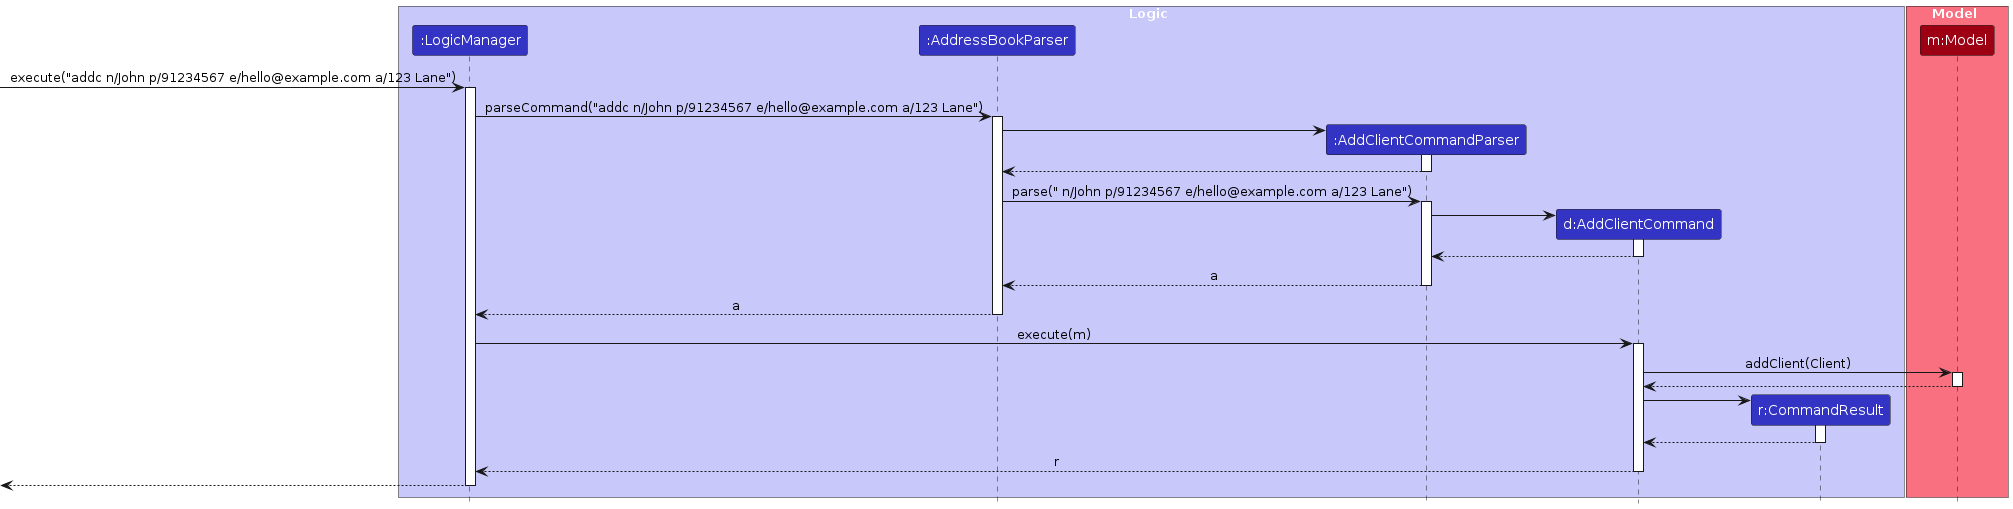 Logic
Model
:LogicManager
:AddressBookParser
m:Model
execute("addc n/John p/91234567 e/hello@example.com a/123 Lane")
parseCommand("addc n/John p/91234567 e/hello@example.com a/123 Lane")
:AddClientCommandParser
parse(" n/John p/91234567 e/hello@example.com a/123 Lane")
d:AddClientCommand
a
a
execute(m)
addClient(Client)
r:CommandResult
r